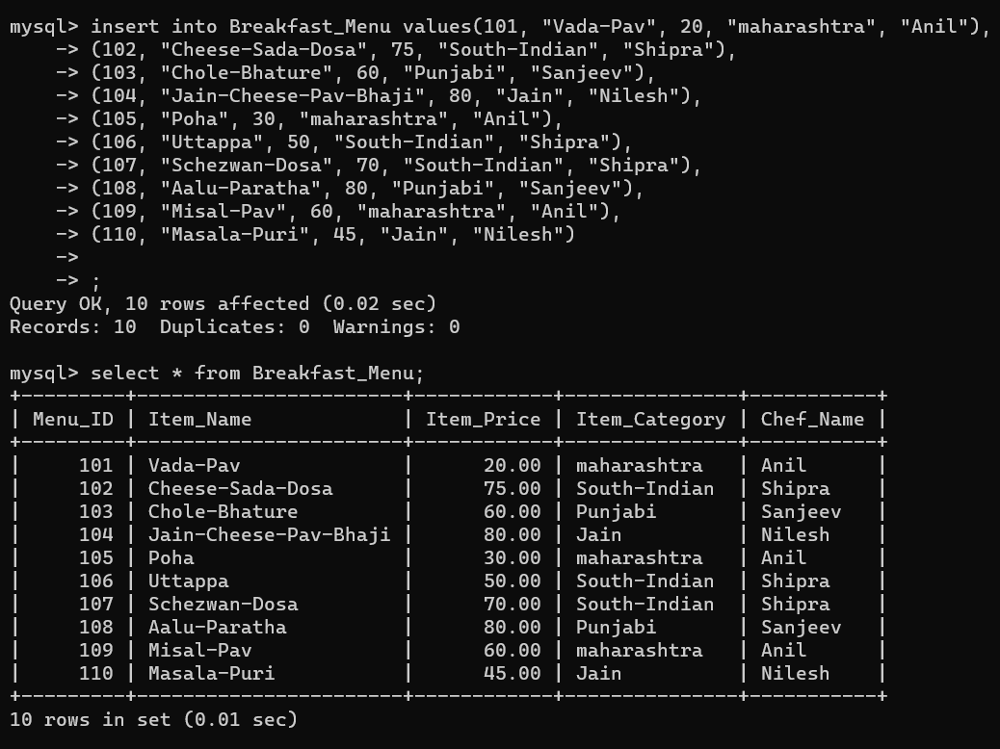 mysql> insert into Breakfast_Menu values(101, "Vada-Pav", 20, "maharashtra", "Anil"),
    -> (102, "Cheese-Sada-Dosa", 75, "South-Indian", "Shipra"),
    -> (103, "Chole-Bhature", 60, "Punjabi", "Sanjeev"),
    -> (104, "Jain-Cheese-Pav-Bhaji", 80, "Jain", "Nilesh"),
    -> (105, "Poha", 30, "maharashtra", "Anil"),
    -> (106, "Uttappa", 50, "South-Indian", "Shipra"),
    -> (107, "Schezwan-Dosa", 70, "South-Indian", "Shipra"),
    -> (108, "Aalu-Paratha", 80, "Punjabi", "Sanjeev"),
    -> (109, "Misal-Pav", 60, "maharashtra", "Anil"),
    -> (110, "Masala-Puri", 45, "Jain", "Nilesh")
    ->
    -> ;
Query OK, 10 rows affected (0.02 sec)
Records: 10  Duplicates: 0  Warnings: 0

mysql> select * from Breakfast_Menu;
+---------+-----------------------+------------+---------------+-----------+
| Menu_ID | Item_Name             | Item_Price | Item_Category | Chef_Name |
+---------+-----------------------+------------+---------------+-----------+
|     101 | Vada-Pav              |      20.00 | maharashtra   | Anil      |
|     102 | Cheese-Sada-Dosa      |      75.00 | South-Indian  | Shipra    |
|     103 | Chole-Bhature         |      60.00 | Punjabi       | Sanjeev   |
|     104 | Jain-Cheese-Pav-Bhaji |      80.00 | Jain          | Nilesh    |
|     105 | Poha                  |      30.00 | maharashtra   | Anil      |
|     106 | Uttappa               |      50.00 | South-Indian  | Shipra    |
|     107 | Schezwan-Dosa         |      70.00 | South-Indian  | Shipra    |
|     108 | Aalu-Paratha          |      80.00 | Punjabi       | Sanjeev   |
|     109 | Misal-Pav             |      60.00 | maharashtra   | Anil      |
|     110 | Masala-Puri           |      45.00 | Jain          | Nilesh    |
+---------+-----------------------+------------+---------------+-----------+
10 rows in set (0.01 sec)